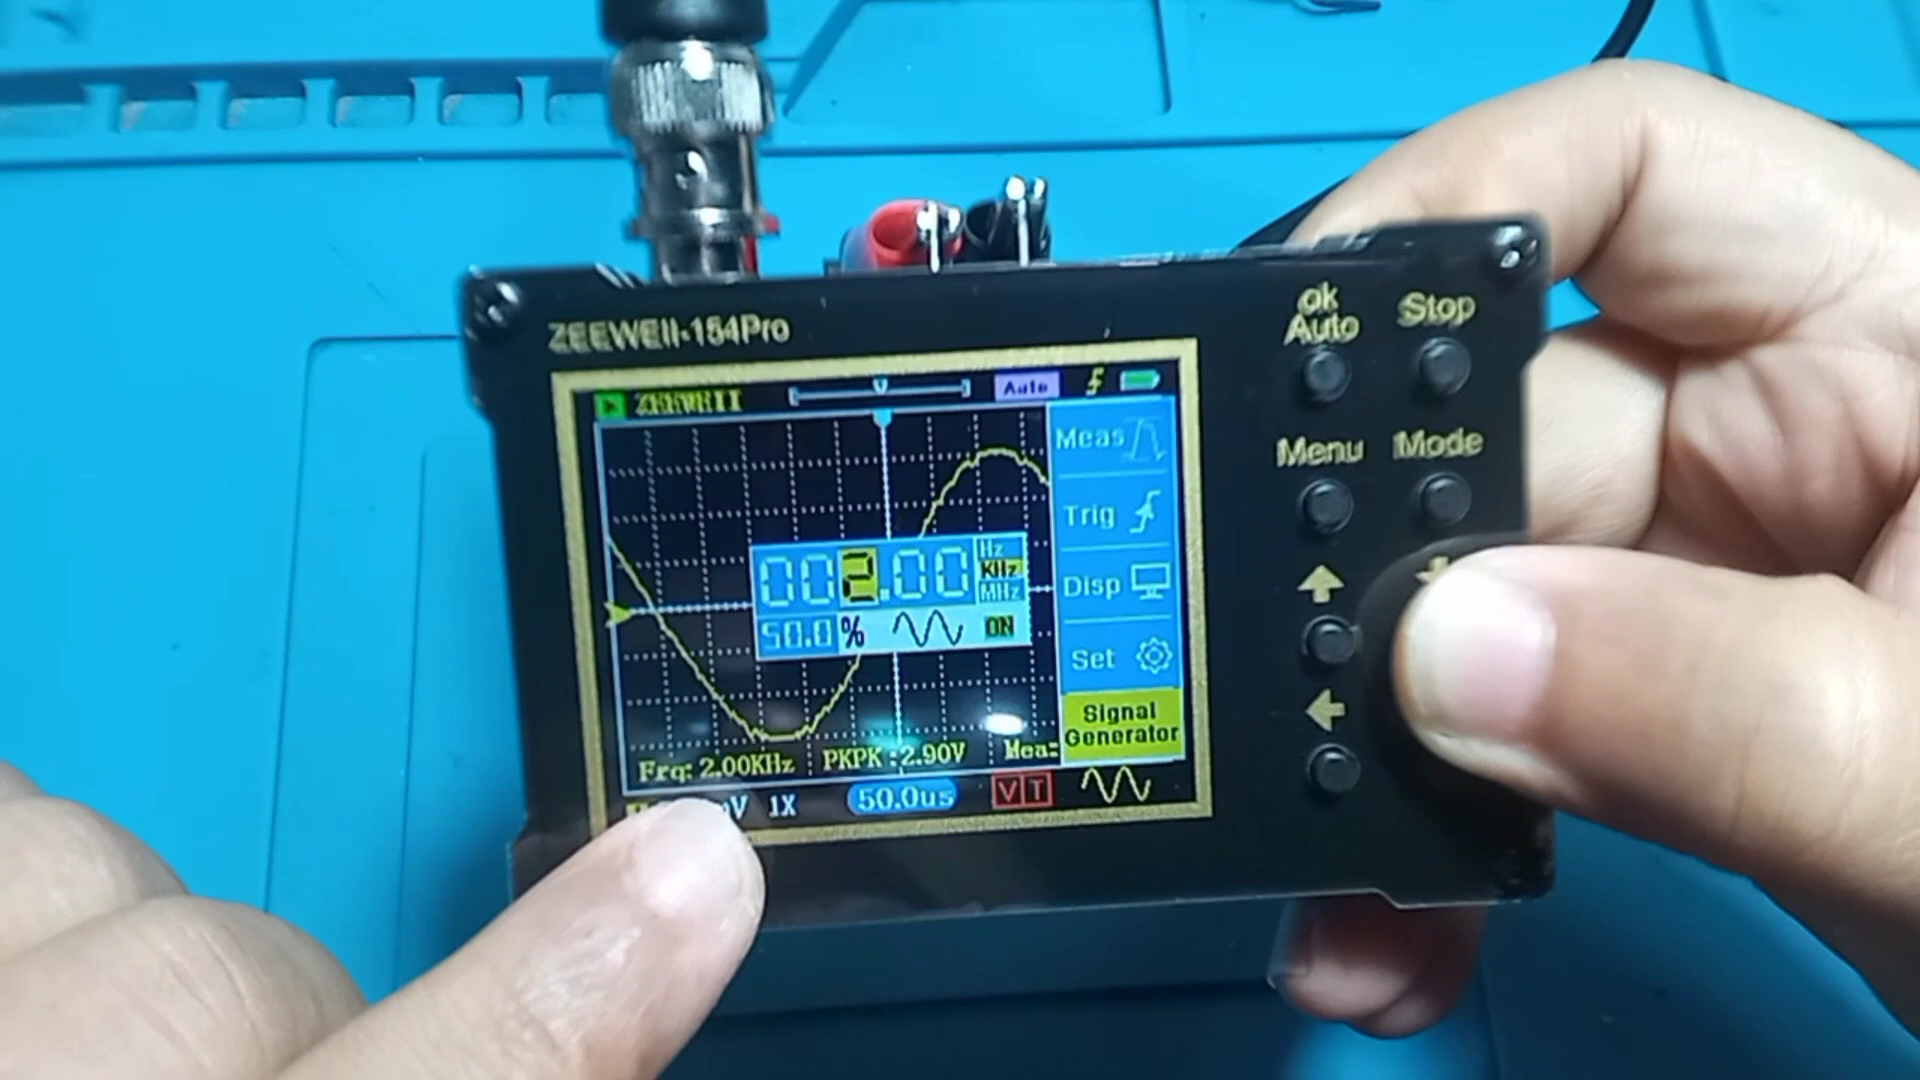 ZEEWEII-154Pro
ok
Auto
Stop
Menu
Mode
ZEEWEII
Auto
Meas
Trig
Disp
Set
Signal
Generator
002.00
Hz
KHz
MHz
50.0%
ON
Frq: 2.00KHz
PKPK :2.90V
Mea:
V 1X
50.0us
VT